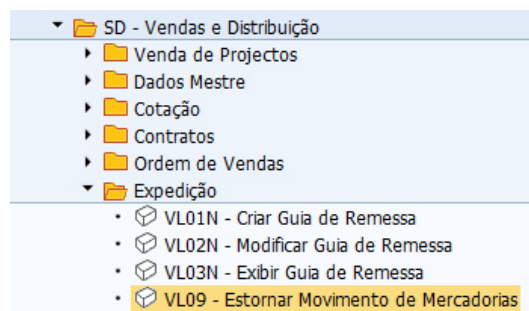 SD - Vendas e Distribuição
Venda de Projectos
Dados Mestre
Cotação
Contratos
Ordem de Vendas
Expedição
VL01N - Criar Guia de Remessa
VL02N - Modificar Guia de Remessa
VL03N - Exibir Guia de Remessa
VL09 - Estornar Movimento de Mercadorias